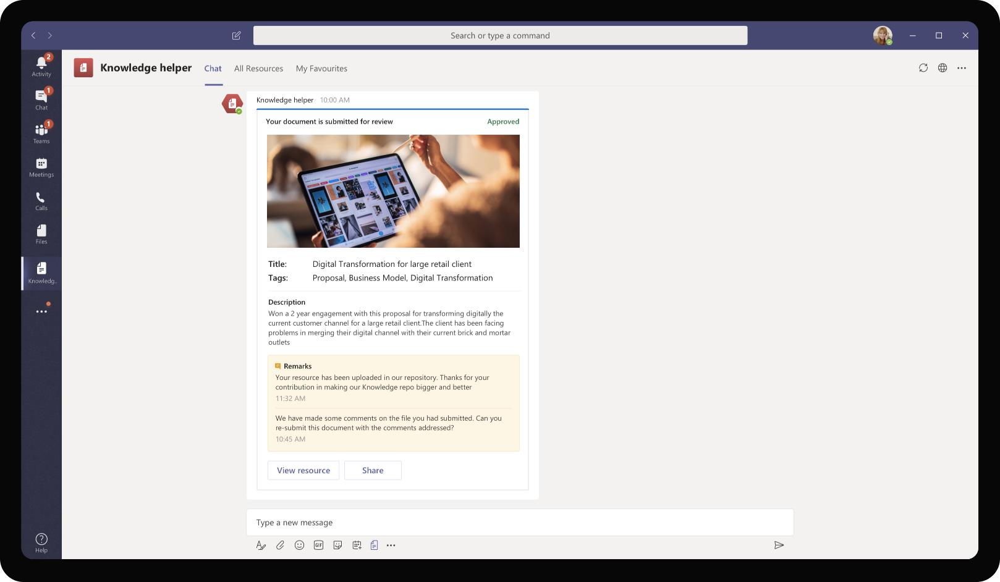 Search or type a command
2
Activity
1
Chat
1
Teams
Meetings
Calls
Files
Knowledg..
Help
Knowledge helper
Chat
All Resources
My Favourites
Knowledge helper 10:00 AM
Your document is submitted for review
Approved
Title: Digital Transformation for large retail client
Tags: Proposal, Business Model, Digital Transformation
Description
Won a 2 year engagement with this proposal for transforming digitally the
current customer channel for a large retail client.The client has been facing
problems in merging their digital channel with their current brick and mortar
outlets
Remarks
Your resource has been uploaded in our repository. Thanks for your
contribution in making our Knowledge repo bigger and better
11:32 AM
We have made some comments on the file you had submitted. Can you
re-submit this document with the comments addressed?
10:45 AM
View resource
Share
Type a new message
GIF